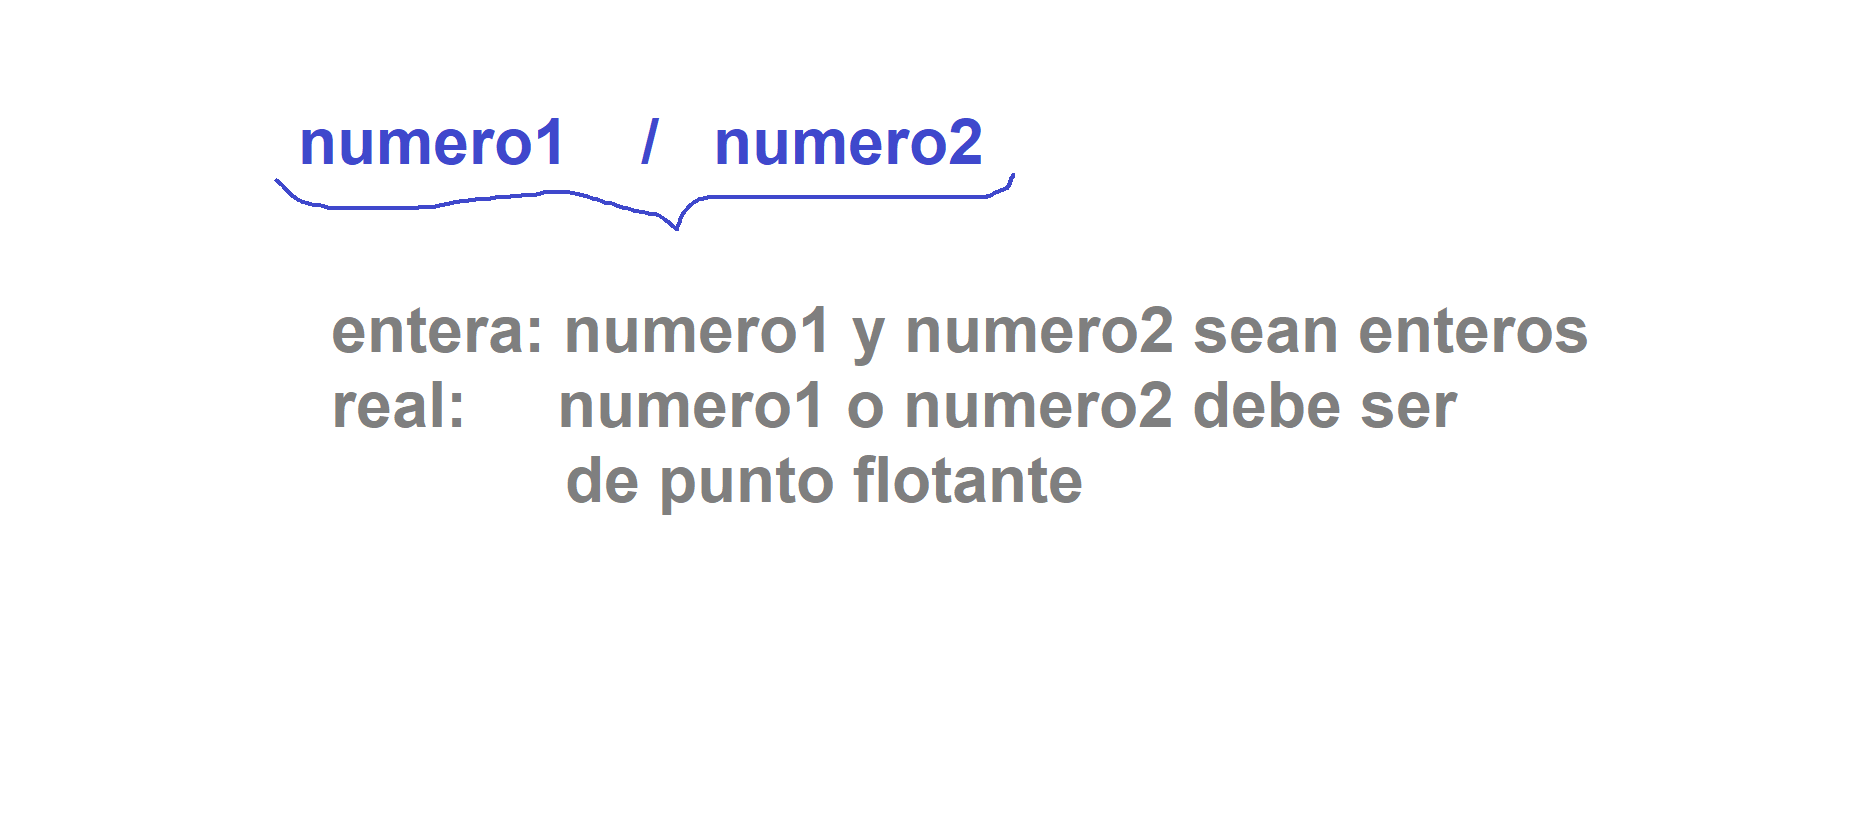 numero1 / numero2
entera: numero1 y numero2 sean enteros
real: numero1 o numero2 debe ser
de punto flotante